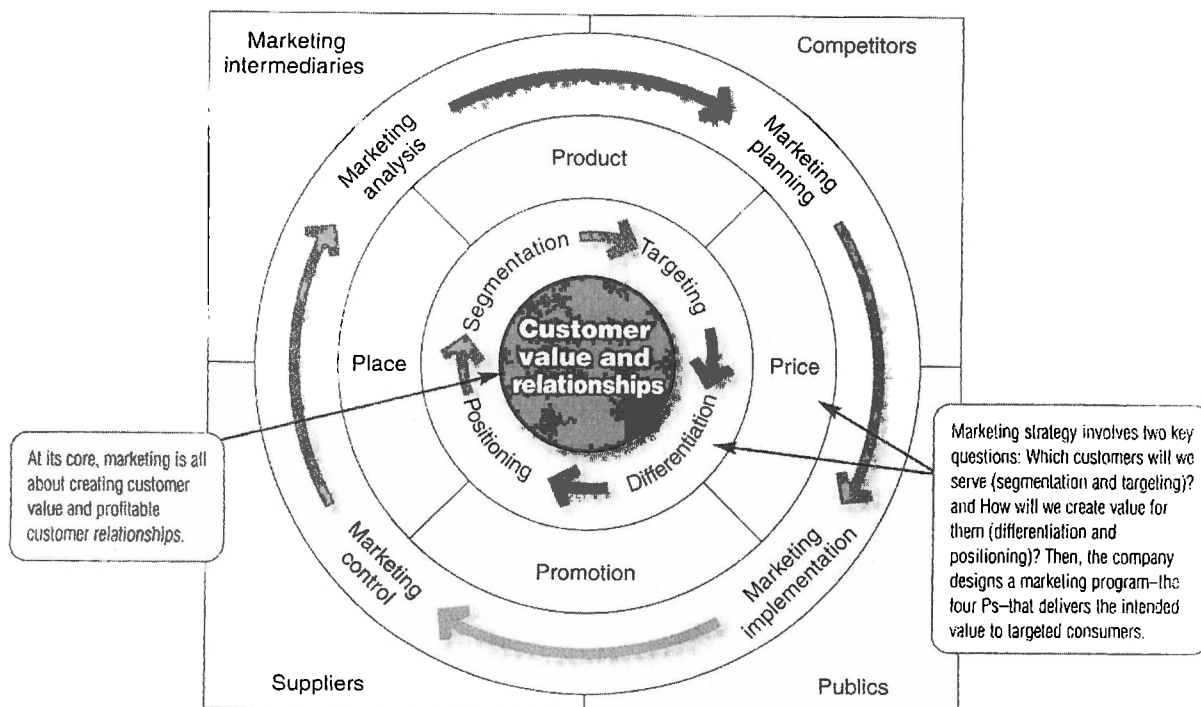 Marketing
intermediaries
Competitors
Marketing
analysis
Marketing
planning
Product
Segmentation
Targeting
Customer
value and
relationships
Place
Price
Positioning
Differentiation
At its core, marketing is all
about creating customer
value and profitable
customer relationships.
Marketing strategy involves two key
questions: Which customers will we
serve (segmentation and targeting)?
and How will we create value for
them (differentiation and
positioning)? Then, the company
designs a marketing program–the
four Ps–that delivers the intended
value to targeted consumers.
Marketing
control
Promotion
Marketing
implementation
Suppliers
Publics